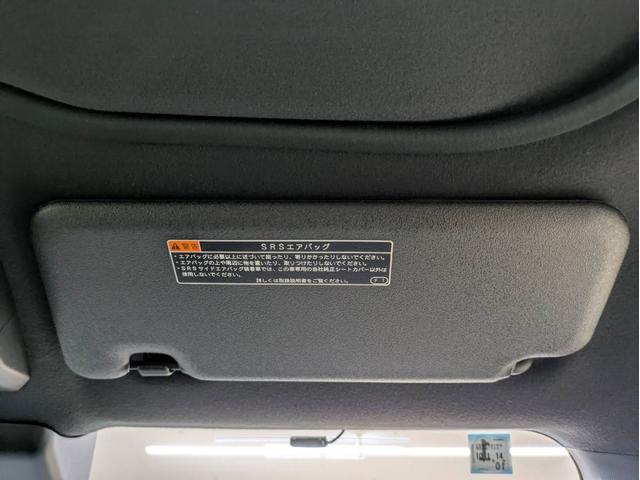 警告
SRSエアバッグ
・エアバッグに必要以上に近づいて座ったり、寄りかかったりしないでください。
・エアバッグの上や周辺に物を置いたり、取りつけたりしないでください。
・SRSサイドエアバッグ装着車では、この車専用の当社純正シートカバー以外は
使用しないでください。
詳しくは取扱説明書をご覧ください。